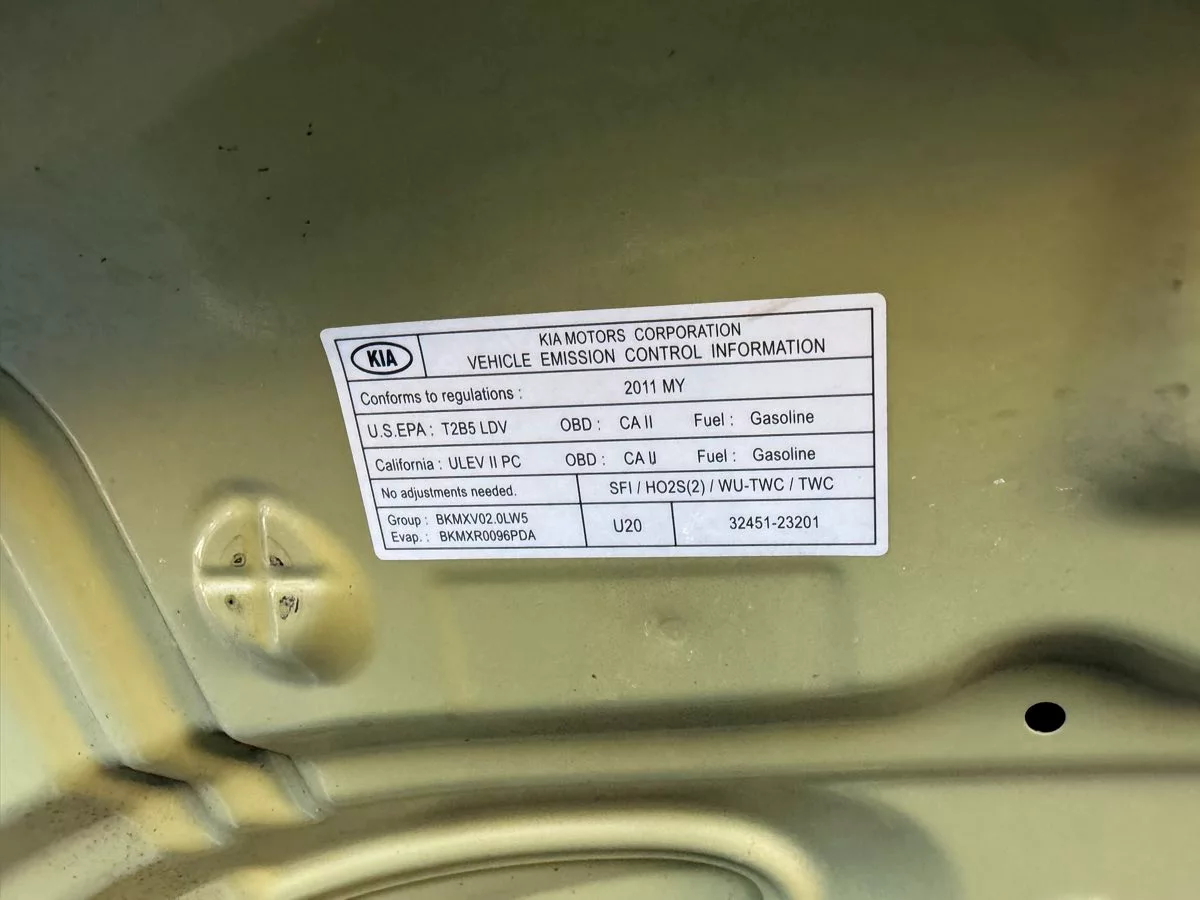 KIA
KIA MOTORS CORPORATION
VEHICLE EMISSION CONTROL INFORMATION
Conforms to regulations : 2011 MY
U.S.EPA : T2B5 LDV OBD : CA II Fuel : Gasoline
California : ULEV II PC OBD : CA II Fuel : Gasoline
No adjustments needed. SFI / HO2S(2) / WU-TWC / TWC
Group : BKMXV02.0LW5
Evap. : BKMXR0096PDA
U20
32451-23201